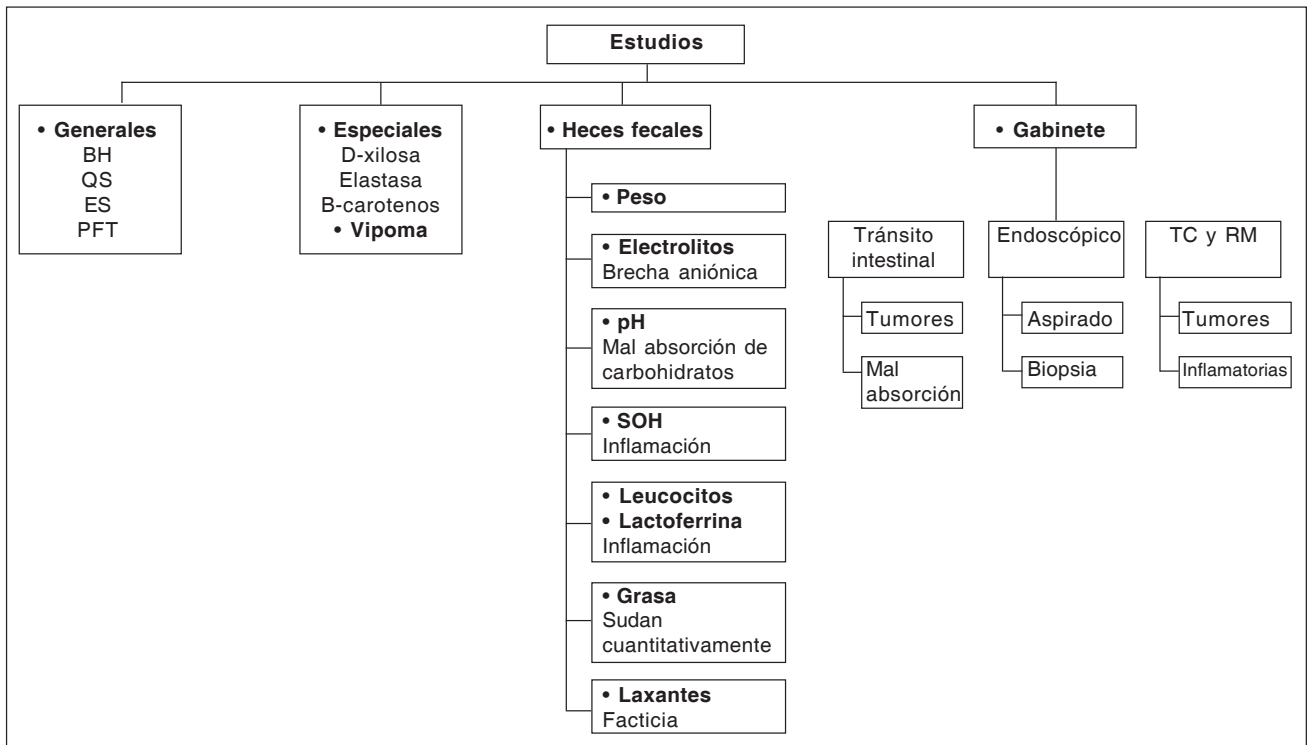 Estudios
• Generales
BH
QS
ES
PFT
• Especiales
D-xilosa
Elastasa
B-carotenos
• Vipoma
• Heces fecales
• Peso
• Electrolitos
Brecha aniónica
• pH
Mal absorción de
carbohidratos
• SOH
Inflamación
• Leucocitos
• Lactoferrina
Inflamación
• Grasa
Sudan
cuantitativamente
• Laxantes
Facticia
• Gabinete
Tránsito
intestinal
Tumores
Mal
absorción
Endoscópico
Aspirado
Biopsia
TC y RM
Tumores
Inflamatorias